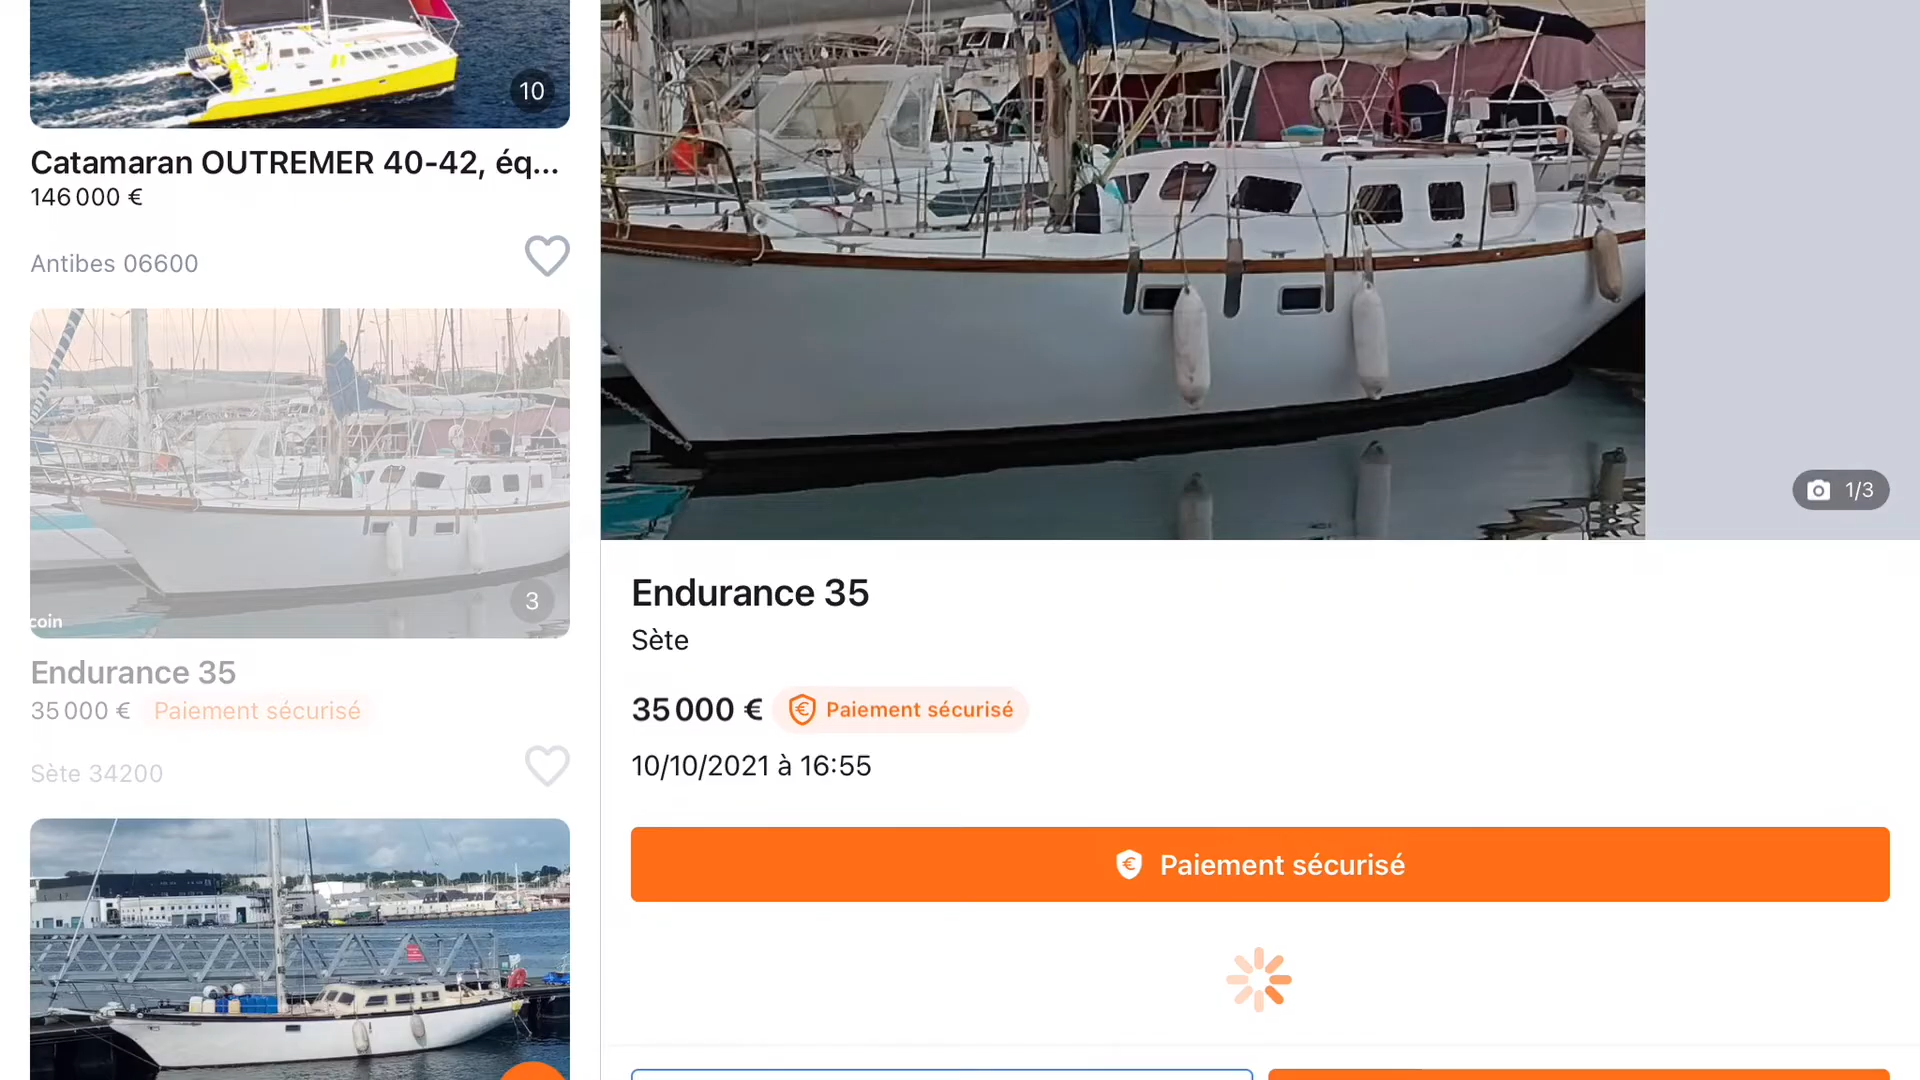 10
Catamaran OUTREMER 40-42, éq...
146 000 €
Antibes 06600
coin
3
Endurance 35
35 000 € Paiement sécurisé
Sète 34200
1/3
Endurance 35
Sète
35 000 € Paiement sécurisé
10/10/2021 à 16:55
Paiement sécurisé